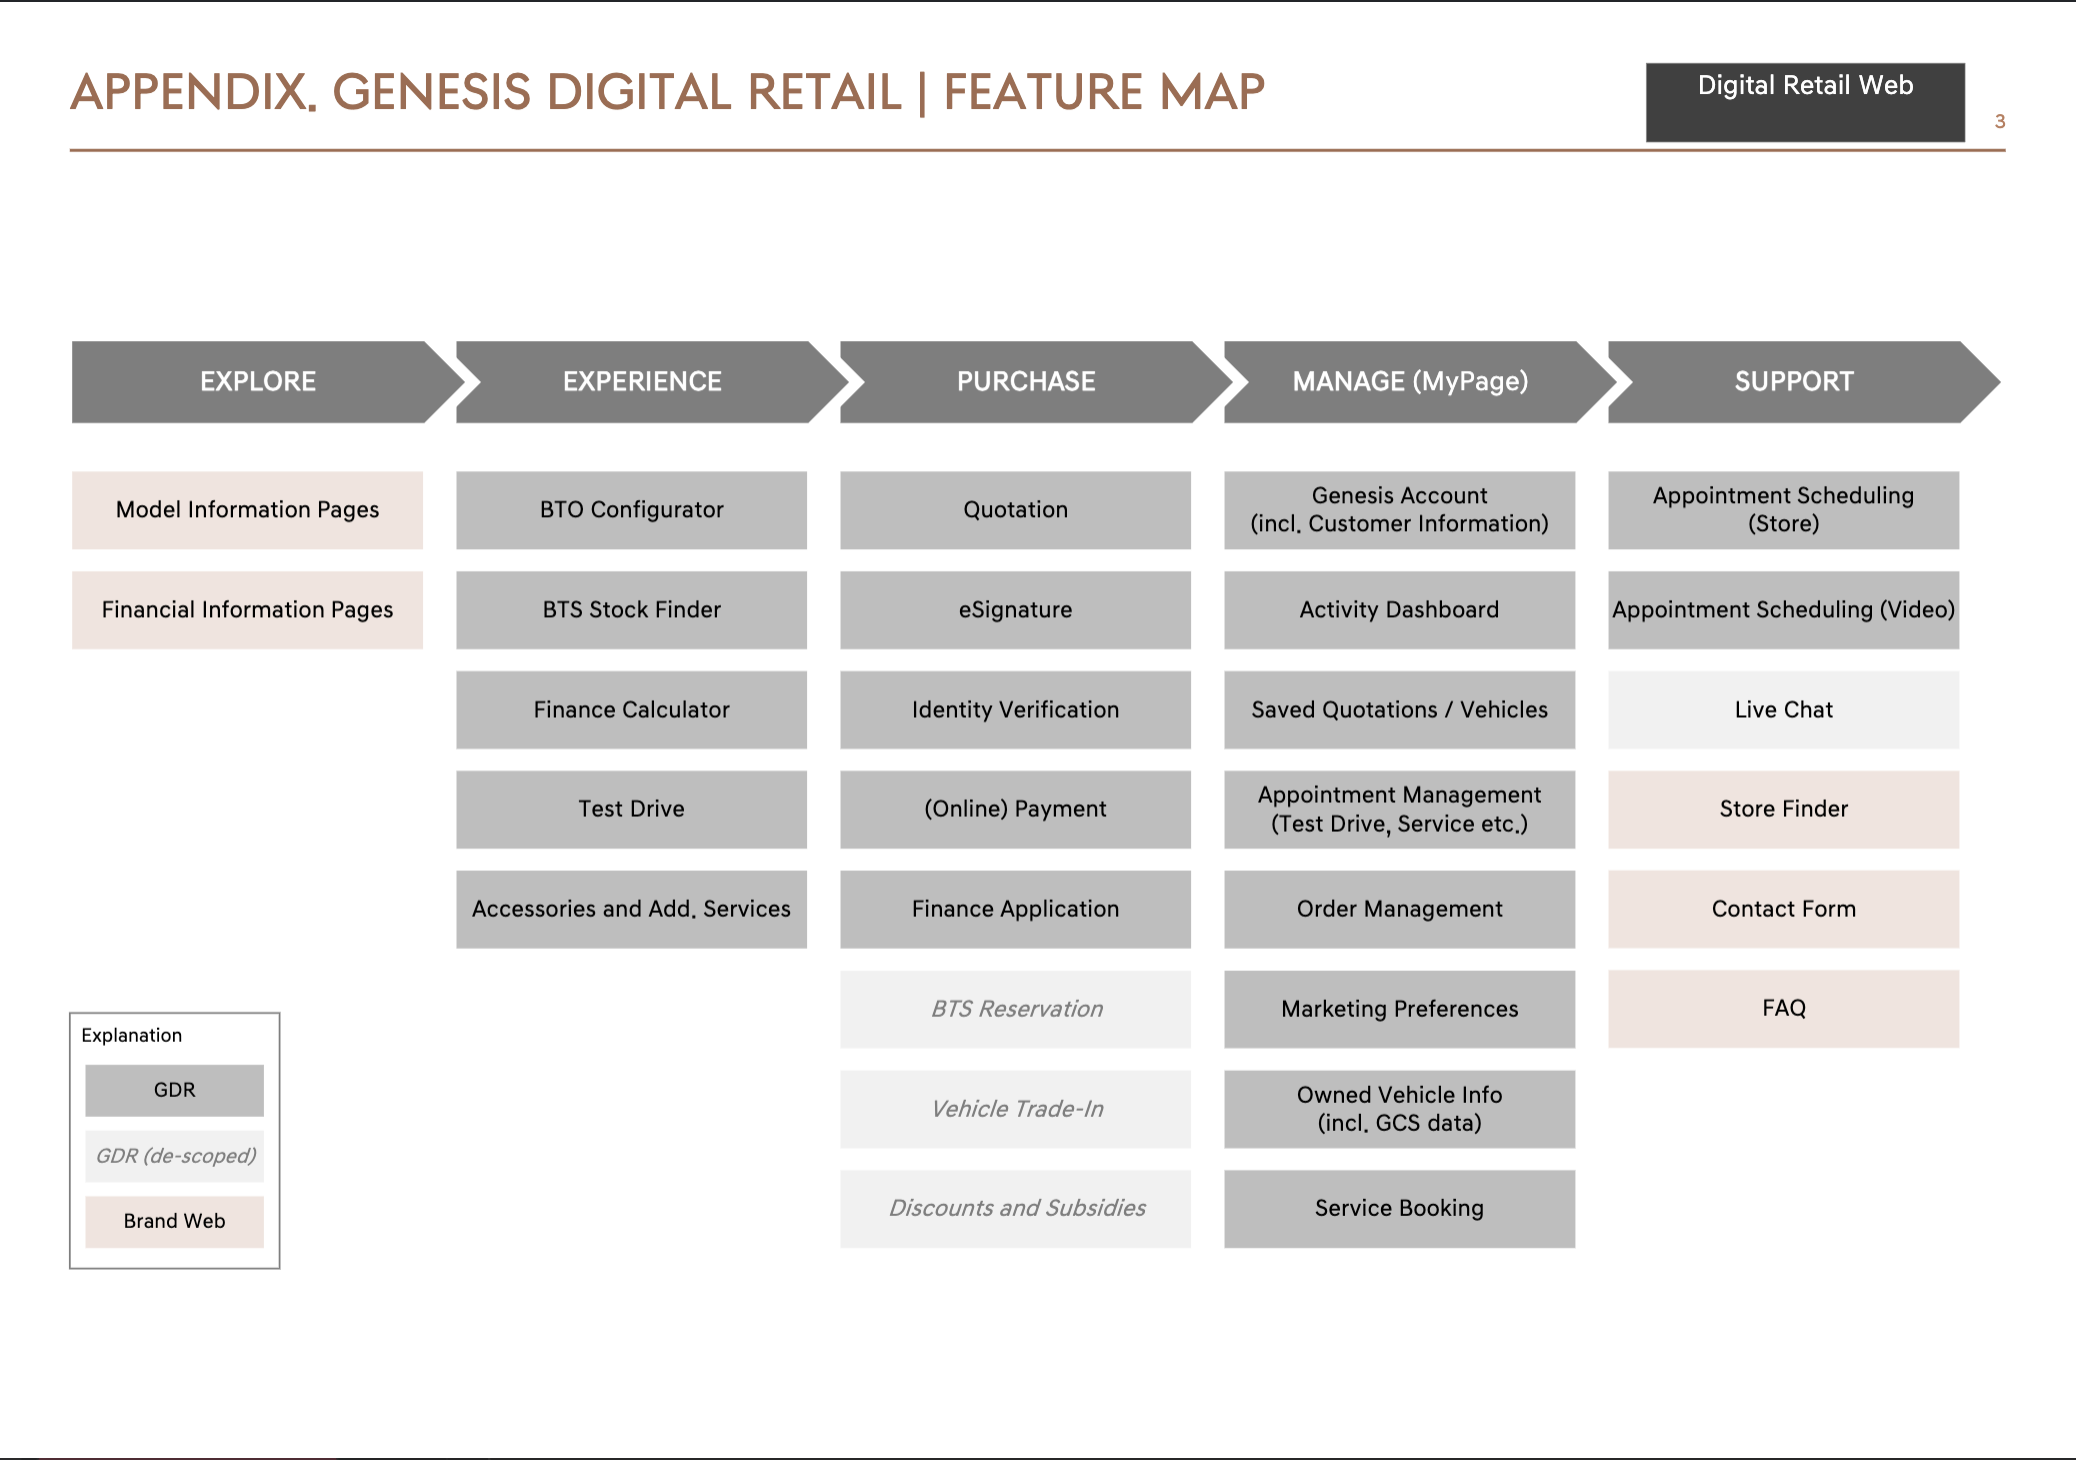 APPENDIX. GENESIS DIGITAL RETAIL | FEATURE MAP
Digital Retail Web
3
EXPLORE
EXPERIENCE
PURCHASE
MANAGE (MyPage)
SUPPORT
Model Information Pages
Financial Information Pages
BTO Configurator
BTS Stock Finder
Finance Calculator
Test Drive
Accessories and Add. Services
Quotation
eSignature
Identity Verification
(Online) Payment
Finance Application
BTS Reservation
Vehicle Trade-In
Discounts and Subsidies
Genesis Account
(incl. Customer Information)
Activity Dashboard
Saved Quotations / Vehicles
Appointment Management
(Test Drive, Service etc.)
Order Management
Marketing Preferences
Owned Vehicle Info
(incl. GCS data)
Service Booking
Appointment Scheduling
(Store)
Appointment Scheduling (Video)
Live Chat
Store Finder
Contact Form
FAQ
Explanation
GDR
GDR (de-scoped)
Brand Web